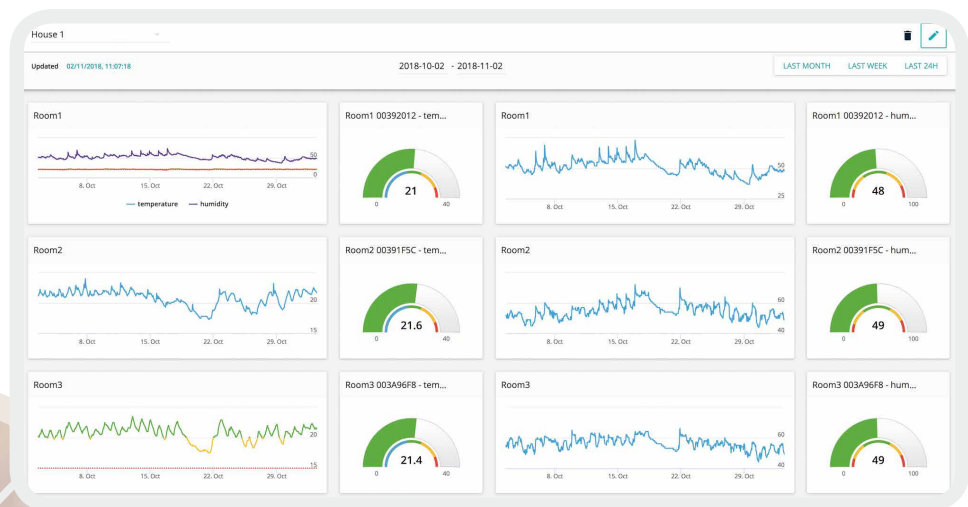 House 1
Updated 02/11/2018, 11:07:18
2018-10-02 - 2018-11-02
LAST MONTH LAST WEEK LAST 24H
Room1
50
0
8. Oct 15. Oct 22. Oct 29. Oct
temperature humidity
Room1 00392012 - tem...
21
0 40
Room1
50
25
8. Oct 15. Oct 22. Oct 29. Oct
Room1 00392012 - hum...
48
0 100
Room2
20
15
8. Oct 15. Oct 22. Oct 29. Oct
Room2 00391F5C - tem...
21.6
0 40
Room2
60
40
8. Oct 15. Oct 22. Oct 29. Oct
Room2 00391F5C - hum...
49
0 100
Room3
20
15
8. Oct 15. Oct 22. Oct 29. Oct
Room3 003A96F8 - tem...
21.4
0 40
Room3
60
40
8. Oct 15. Oct 22. Oct 29. Oct
Room3 003A96F8 - hum...
49
0 100